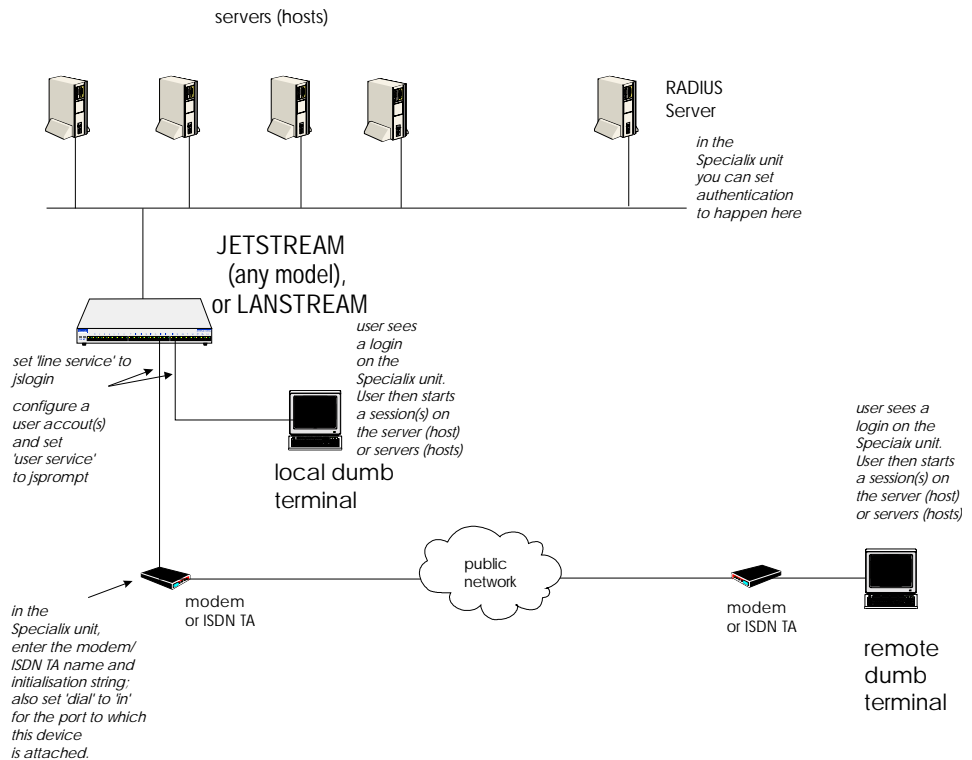 servers (hosts)
RADIUS
Server
in the
Specialix unit
you can set
authentication
to happen here
JETSTREAM
(any model),
or LANSTREAM
set 'line service' to
jslogin
configure a
user accout(s)
and set
'user service'
to jsprompt
user sees
a login
on the
Specialix unit.
User then starts
a session(s) on
the server (host)
or servers (hosts)
local dumb
terminal
user sees a
login on the
Speciaix unit.
User then starts
a session(s) on
the server (host)
or servers (hosts)
public
network
modem
or ISDN TA
modem
or ISDN TA
in the
Specialix unit,
enter the modem/
ISDN TA name and
initialisation string;
also set 'dial' to 'in'
for the port to which
this device
is attached.
remote
dumb
terminal